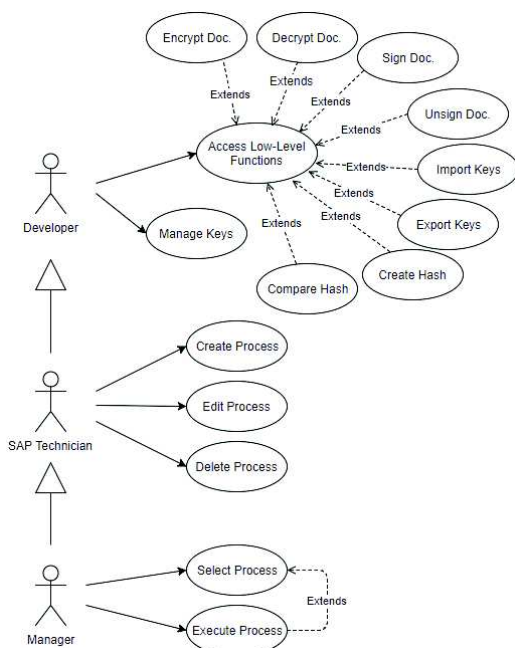 Encrypt Doc.
Decrypt Doc.
Sign Doc.
Extends
Extends
Extends
Unsign Doc.
Extends
Access Low-Level
Functions
Extends
Import Keys
Extends
Developer
Manage Keys
Extends
Extends
Export Keys
Create Hash
Compare Hash
Create Process
Edit Process
SAP Technician
Delete Process
Select Process
Extends
Manager
Execute Process